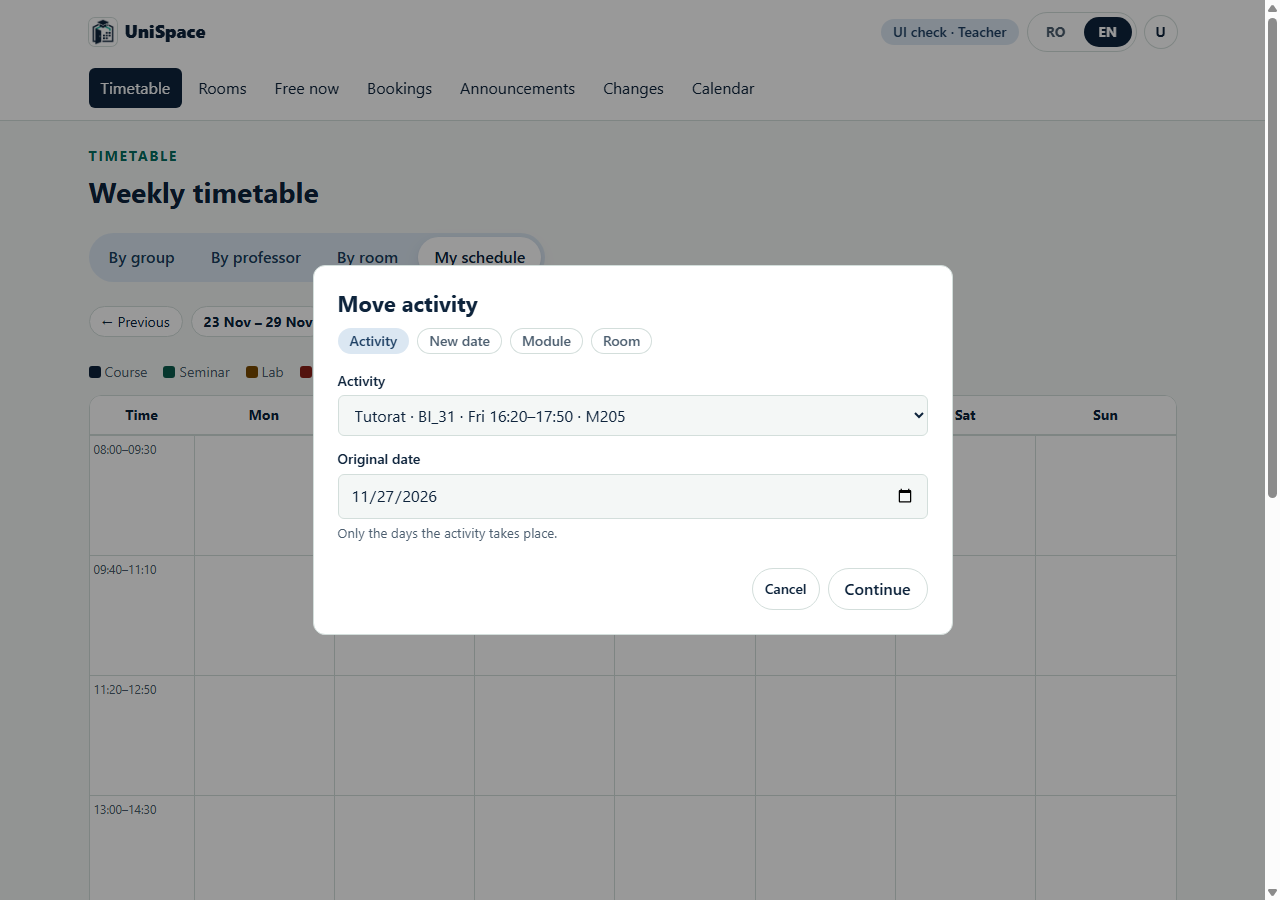 UniSpace
UI check · Teacher
RO
EN
U
Timetable
Rooms
Free now
Bookings
Announcements
Changes
Calendar
TIMETABLE
Weekly timetable
By group
By professor
By room
My schedule
← Previous
23 Nov – 29 Nov
Course
Seminar
Lab
Time
Mon
Sat
Sun
08:00–09:30
09:40–11:10
11:20–12:50
13:00–14:30
Move activity
Activity
New date
Module
Room
Activity
Tutorat · BI_31 · Fri 16:20–17:50 · M205
Original date
11/27/2026
Only the days the activity takes place.
Cancel
Continue